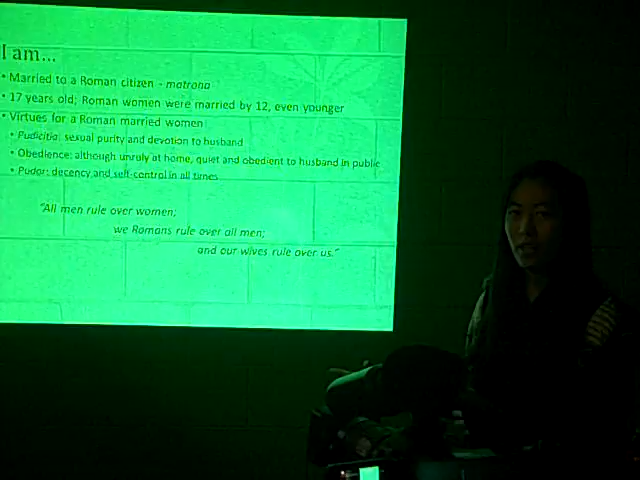 I am...
• Married to a Roman citizen - matrona
• 17 years old; Roman women were married by 12, even younger
• Virtues for a Roman married women
• Pudicitia: sexual purity and devotion to husband
• Obedience: although unruly at home, quiet and obedient to husband in public
• Pudor: decency and self-control in all times
"All men rule over women;
we Romans rule over all men;
and our wives rule over us."